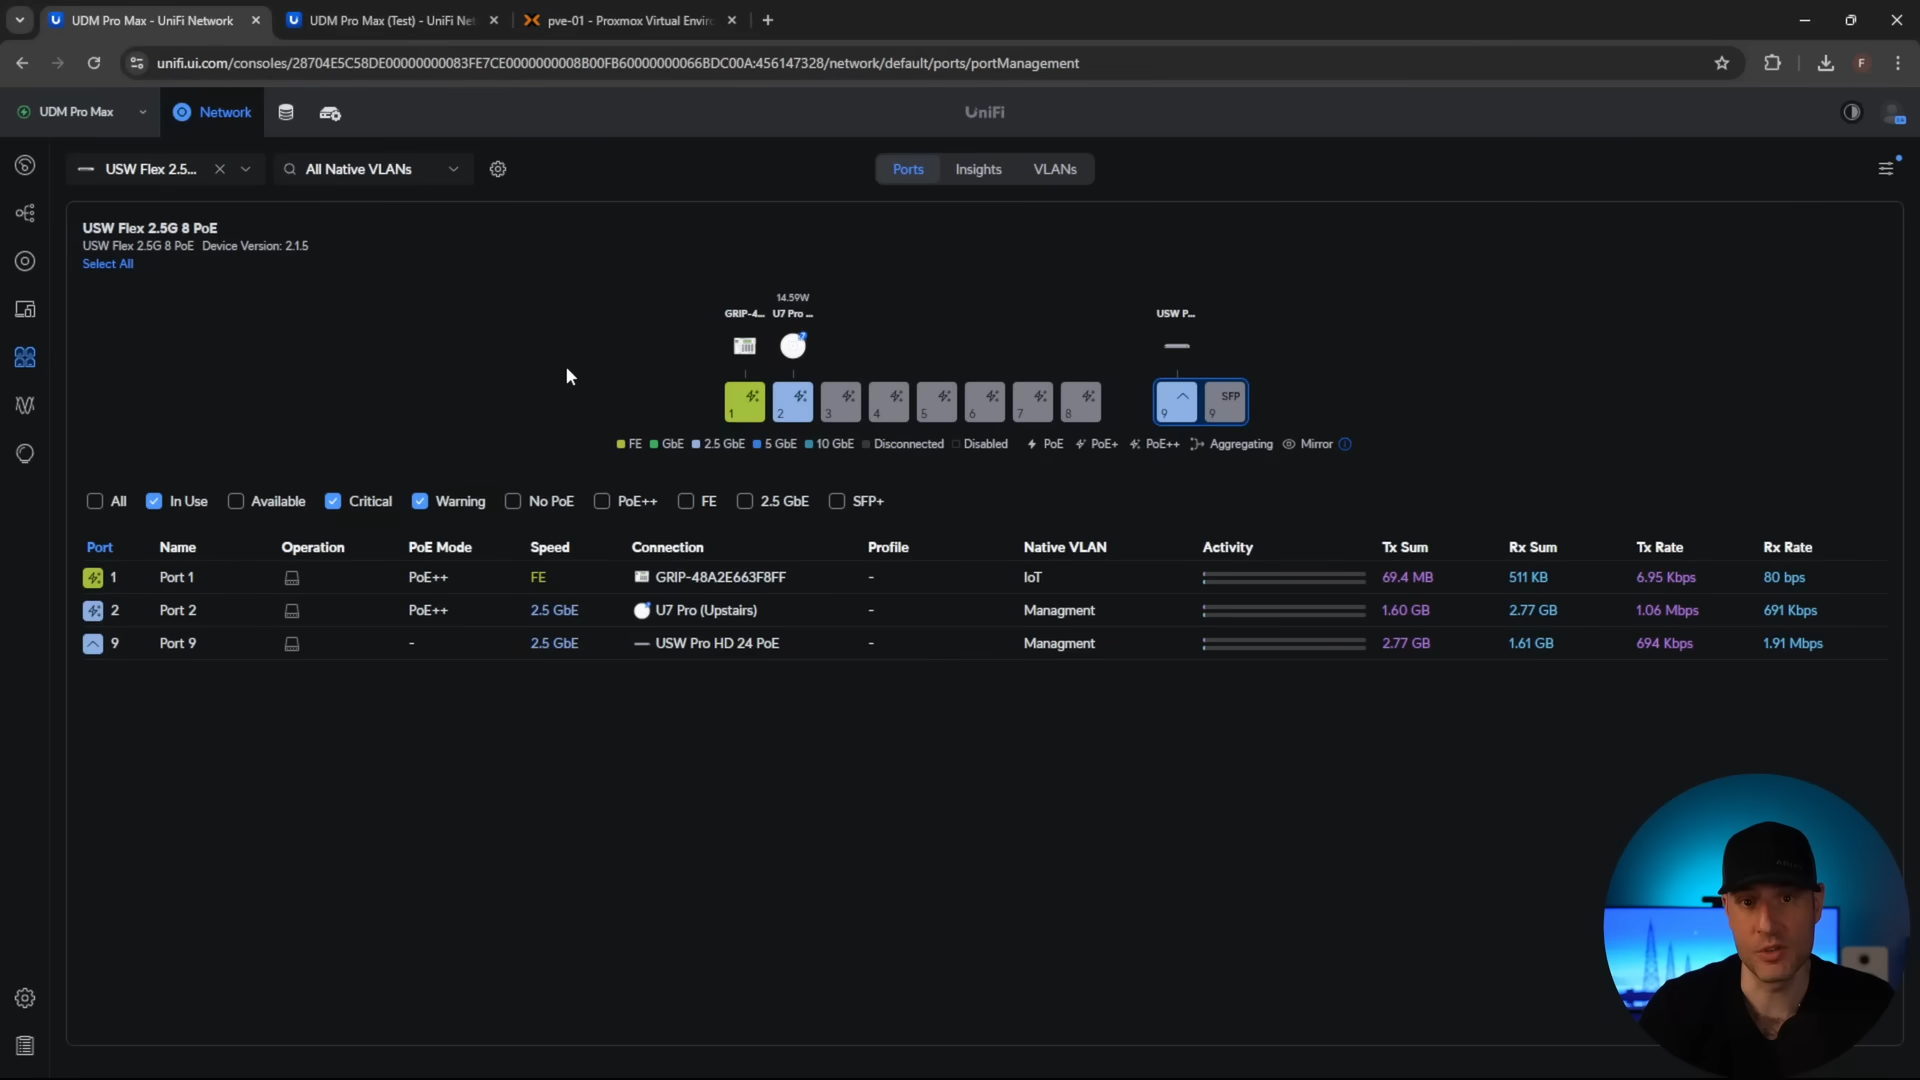 UDM Pro Max - UniFi Network
UDM Pro Max (Test) - UniFi Net
pve-01 - Proxmox Virtual Enviro
unifi.ui.com/consoles/28704E5C58DE00000000083FE7CE0000000008B00FB60000000066BDC00A:456147328/network/default/ports/portManagement
F
UDM Pro Max
Network
UniFi
USW Flex 2.5...
All Native VLANs
Ports
Insights
VLANs
USW Flex 2.5G 8 PoE
USW Flex 2.5G 8 PoE Device Version: 2.1.5
Select All
14.59W
GRIP-4... U7 Pro ... USW P...
1 2 3 4 5 6 7 8 9 SFP 9
FE GbE 2.5 GbE 5 GbE 10 GbE Disconnected Disabled PoE PoE+ PoE++ Aggregating Mirror
All In Use Available Critical Warning No PoE PoE++ FE 2.5 GbE SFP+
Port Name Operation PoE Mode Speed Connection Profile Native VLAN Activity Tx Sum Rx Sum Tx Rate Rx Rate
1 Port 1 PoE++ FE GRIP-48A2E663F8FF - IoT 69.4 MB 511 KB 6.95 Kbps 80 bps
2 Port 2 PoE++ 2.5 GbE U7 Pro (Upstairs) - Managment 1.60 GB 2.77 GB 1.06 Mbps 691 Kbps
9 Port 9 - 2.5 GbE USW Pro HD 24 PoE - Managment 2.77 GB 1.61 GB 694 Kbps 1.91 Mbps